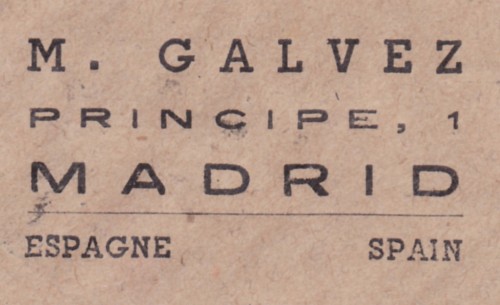 M. GALVEZ
PRINCIPE, 1
MADRID
ESPAGNE SPAIN